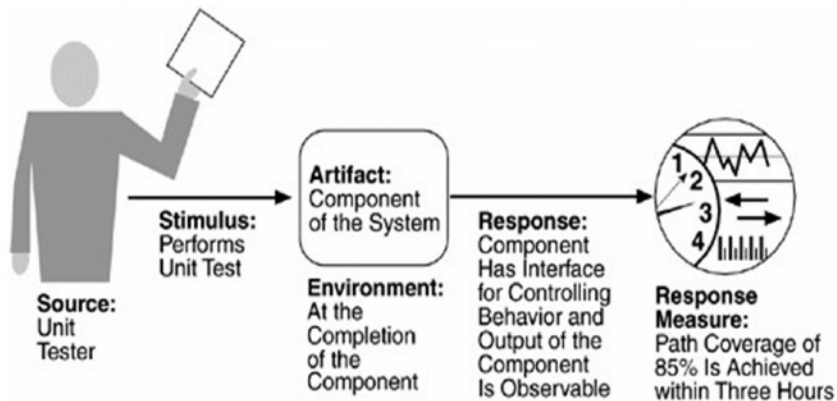 Source:
Unit
Tester
Stimulus:
Performs
Unit Test
Artifact:
Component
of the System
Environment:
At the
Completion
of the
Component
Response:
Component
Has Interface
for Controlling
Behavior and
Output of the
Component
Is Observable
1
2
3
4
Response
Measure:
Path Coverage of
85% Is Achieved
within Three Hours